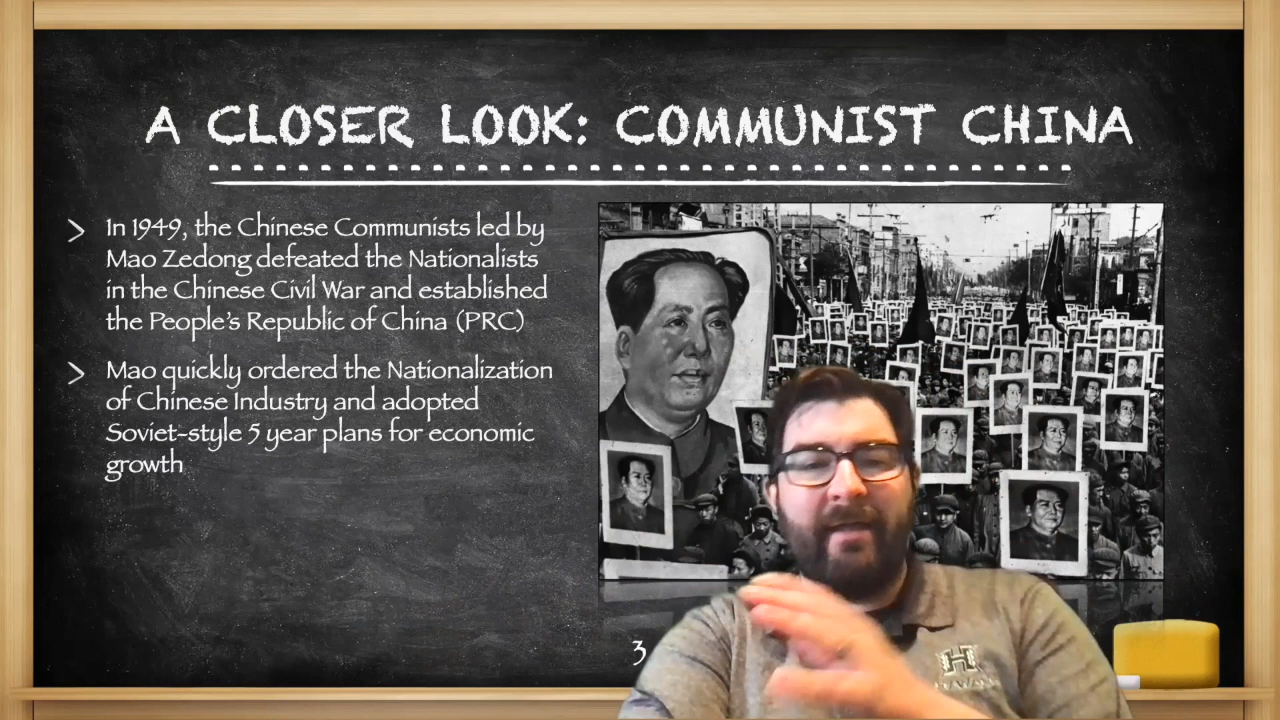 A CLOSER LOOK: COMMUNIST CHINA
In 1949, the Chinese Communists led by
Mao Zedong defeated the Nationalists
in the Chinese Civil War and established
the People's Republic of China (PRC)
Mao quickly ordered the Nationalization
of Chinese Industry and adopted
Soviet-style 5 year plans for economic
growth
3
H